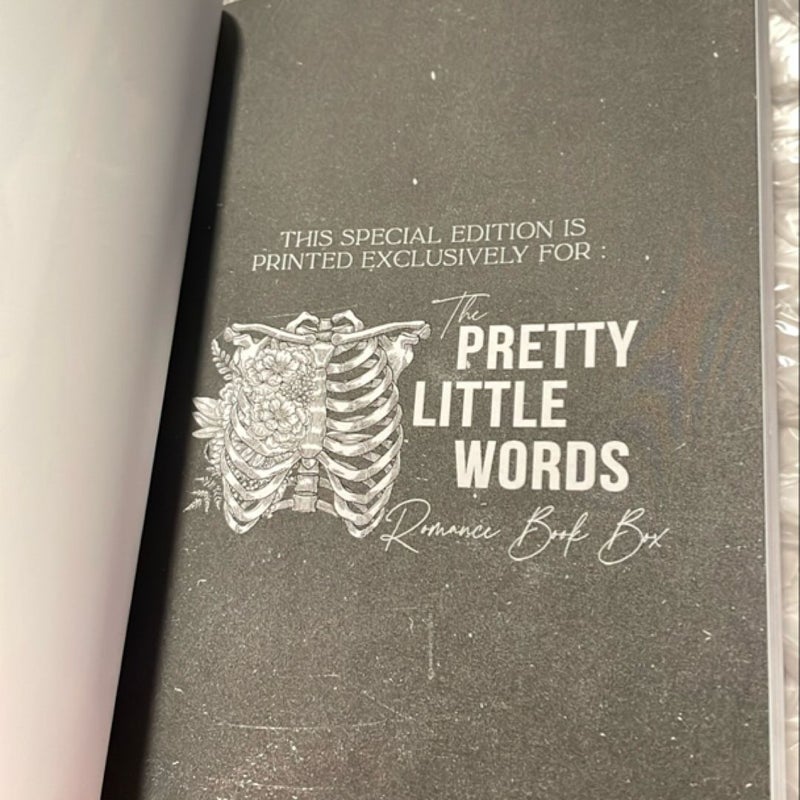 THIS SPECIAL EDITION IS
PRINTED EXCLUSIVELY FOR :
The
PRETTY
LITTLE
WORDS
Romance Book Box